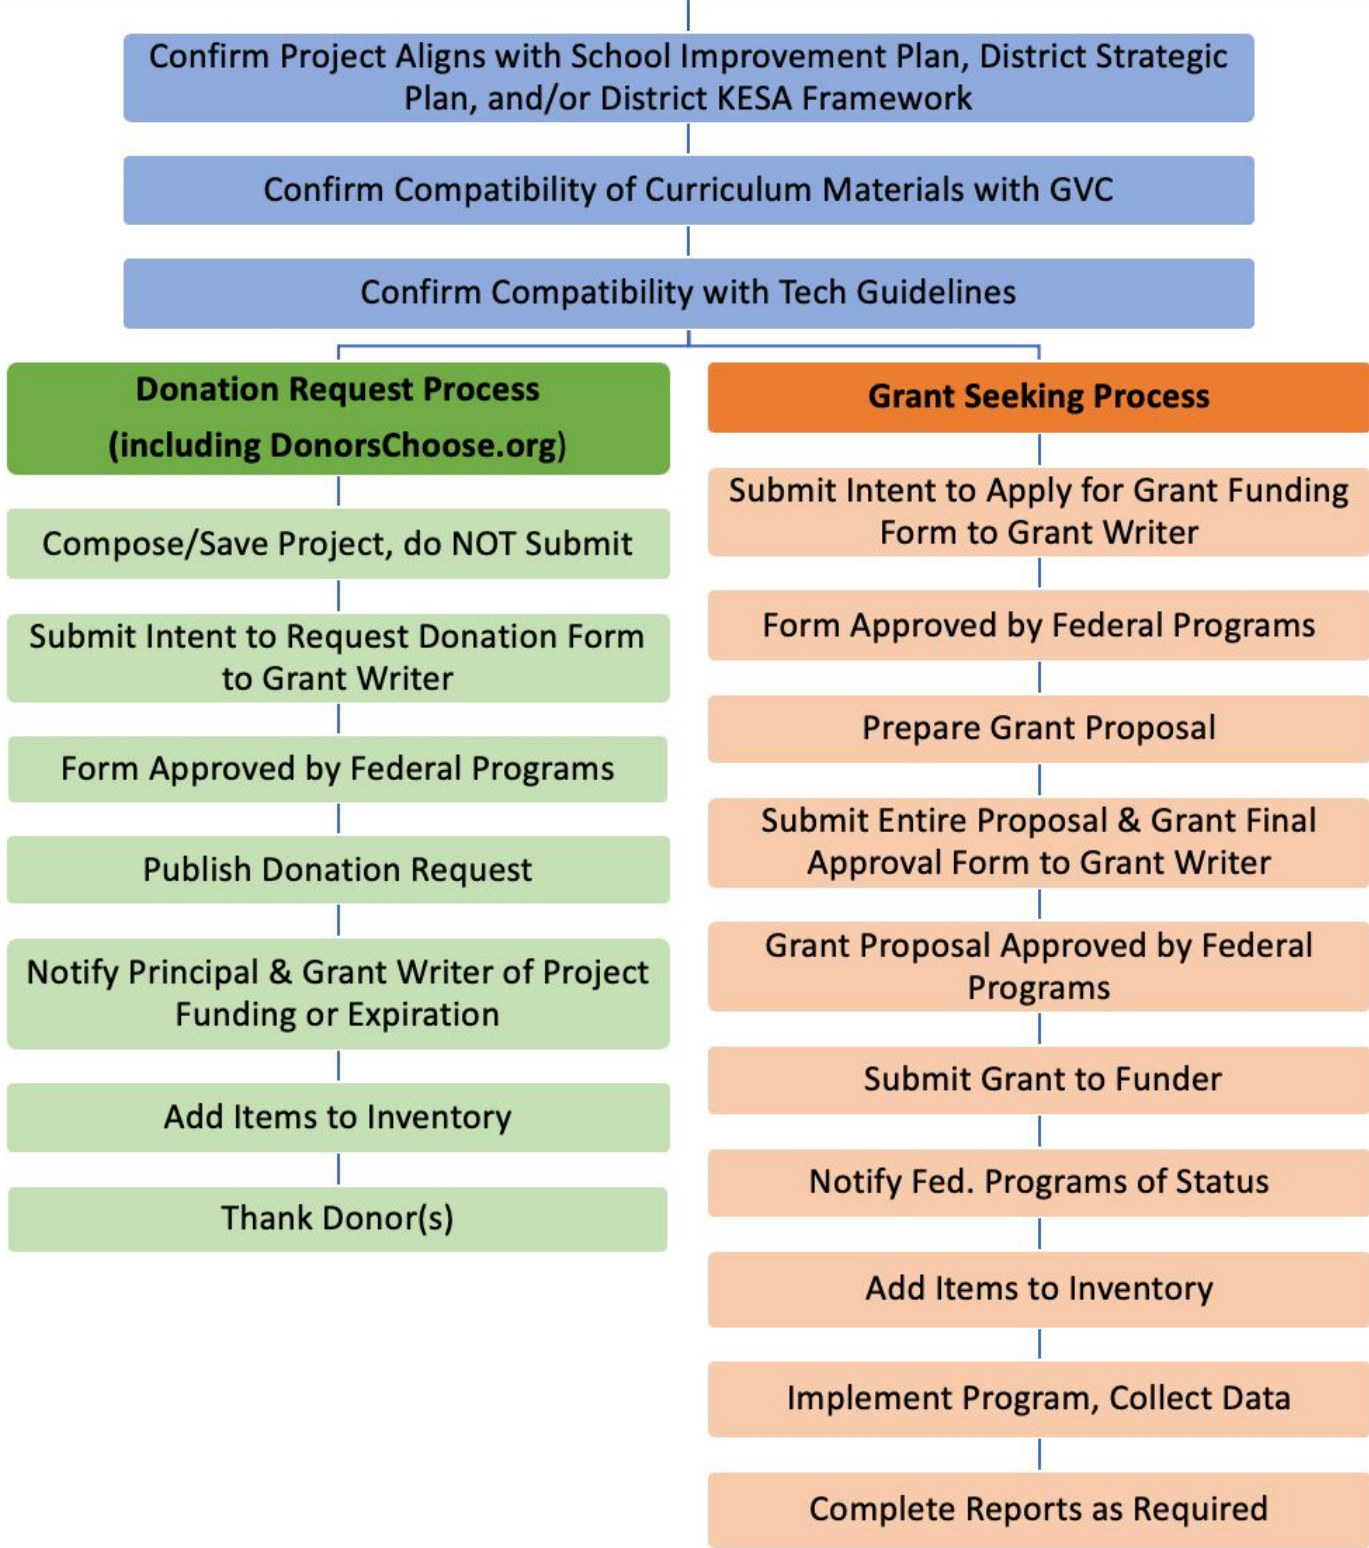 Confirm Project Aligns with School Improvement Plan, District Strategic
Plan, and/or District KESA Framework
Confirm Compatibility of Curriculum Materials with GVC
Confirm Compatibility with Tech Guidelines
Donation Request Process
(including DonorsChoose.org)
Compose/Save Project, do NOT Submit
Submit Intent to Request Donation Form
to Grant Writer
Form Approved by Federal Programs
Publish Donation Request
Notify Principal & Grant Writer of Project
Funding or Expiration
Add Items to Inventory
Thank Donor(s)
Grant Seeking Process
Submit Intent to Apply for Grant Funding
Form to Grant Writer
Form Approved by Federal Programs
Prepare Grant Proposal
Submit Entire Proposal & Grant Final
Approval Form to Grant Writer
Grant Proposal Approved by Federal
Programs
Submit Grant to Funder
Notify Fed. Programs of Status
Add Items to Inventory
Implement Program, Collect Data
Complete Reports as Required